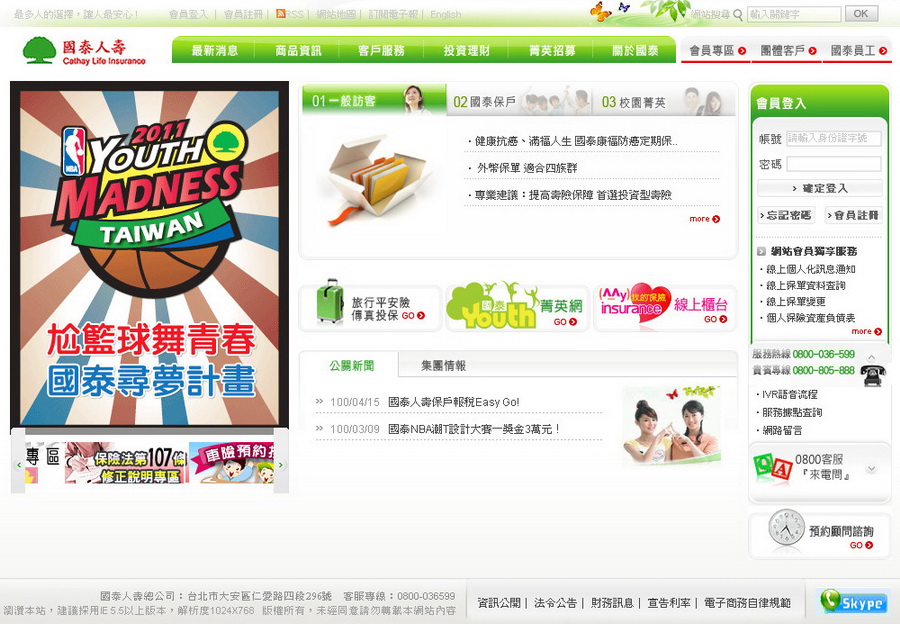 最多人的選擇，讓人最安心！ 會員登入 | 會員註冊 | RSS | 網站地圖 | 訂閱電子報 | English 網站搜尋 輸入關鍵字 OK
國泰人壽
Cathay Life Insurance
最新消息 商品資訊 客戶服務 投資理財 菁英招募 關於國泰 會員專區 團體客戶 國泰員工
NBA
2011
YOUTH
MADNESS
TAIWAN
尬籃球舞青春
國泰尋夢計畫
專區
保險法第107條
修正說明專區
車險預約
01一般訪客 02國泰保戶 03校園菁英
‧健康抗癌、滿福人生 國泰康福防癌定期保..
‧外幣保單 適合四族群
‧專業建議：提高壽險保障 首選投資型壽險
more
旅行平安險
傳真投保 GO
國泰
Youth
菁英網
GO
(My)
我的保險
insurance
線上櫃台
GO
公關新聞 集團情報
100/04/15 國泰人壽保戶報稅Easy Go!
100/03/09 國泰NBA潮T設計大賽一獎金3萬元！
會員登入
帳號 請輸入身份證字號
密碼
確定登入
忘記密碼 會員註冊
網站會員獨享服務
‧線上個人化訊息通知
‧線上保單資料查詢
‧線上保單變更
‧個人保險資產負債表
more
服務熱線 0800-036-599
貴賓專線 0800-805-888
‧IVR語音流程
‧服務據點查詢
‧網路留言
Q A
0800客服
『來電問』
預約顧問諮詢
GO
國泰人壽總公司：台北市大安區仁愛路四段296號 客服專線：0800-036599
瀏灠本站，建議採用IE 5.5以上版本，解析度1024X768 版權所有，未經同意請勿轉載本網站內容
資訊公開 | 法令公告 | 財務訊息 | 宣告利率 | 電子商務自律規範
Skype